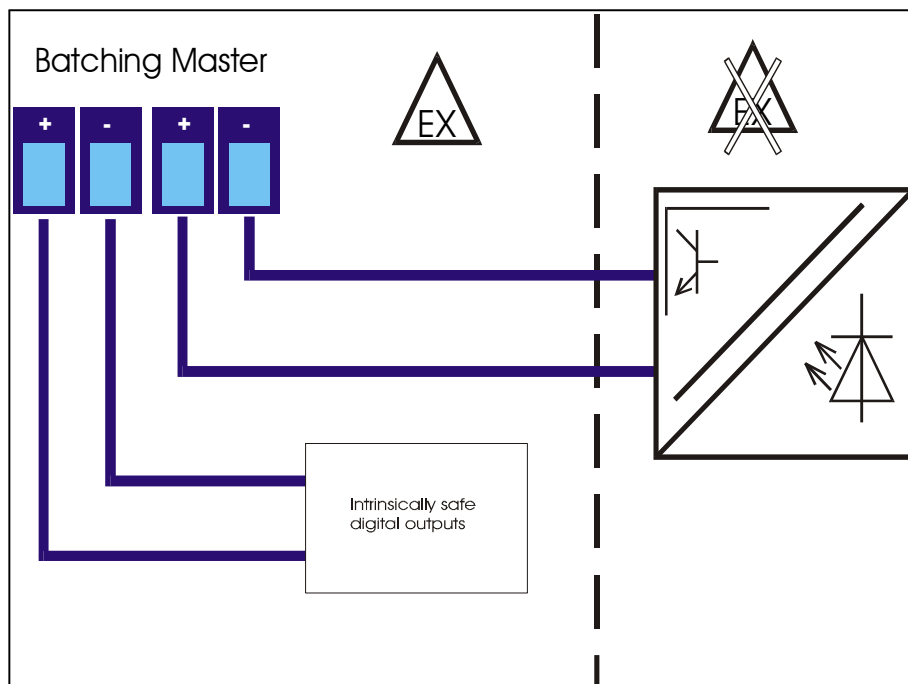 Batching Master
EX
EX
+ - + -
Intrinsically safe
digital outputs